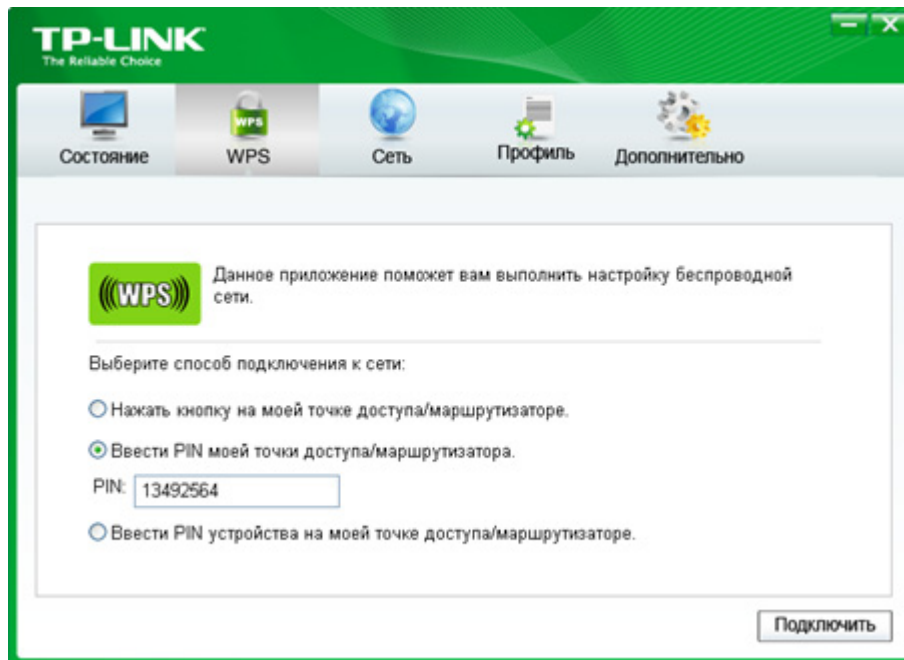 TP-LINK
The Reliable Choice
WPS
Состояние
WPS
Сеть
Профиль
Дополнительно
(((WPS)))
Данное приложение поможет вам выполнить настройку беспроводной
сети.
Выберите способ подключения к сети:
Нажать кнопку на моей точке доступа/маршрутизаторе.
Ввести PIN моей точки доступа/маршрутизатора.
PIN: 13492564
Ввести PIN устройства на моей точке доступа/маршрутизаторе.
Подключить